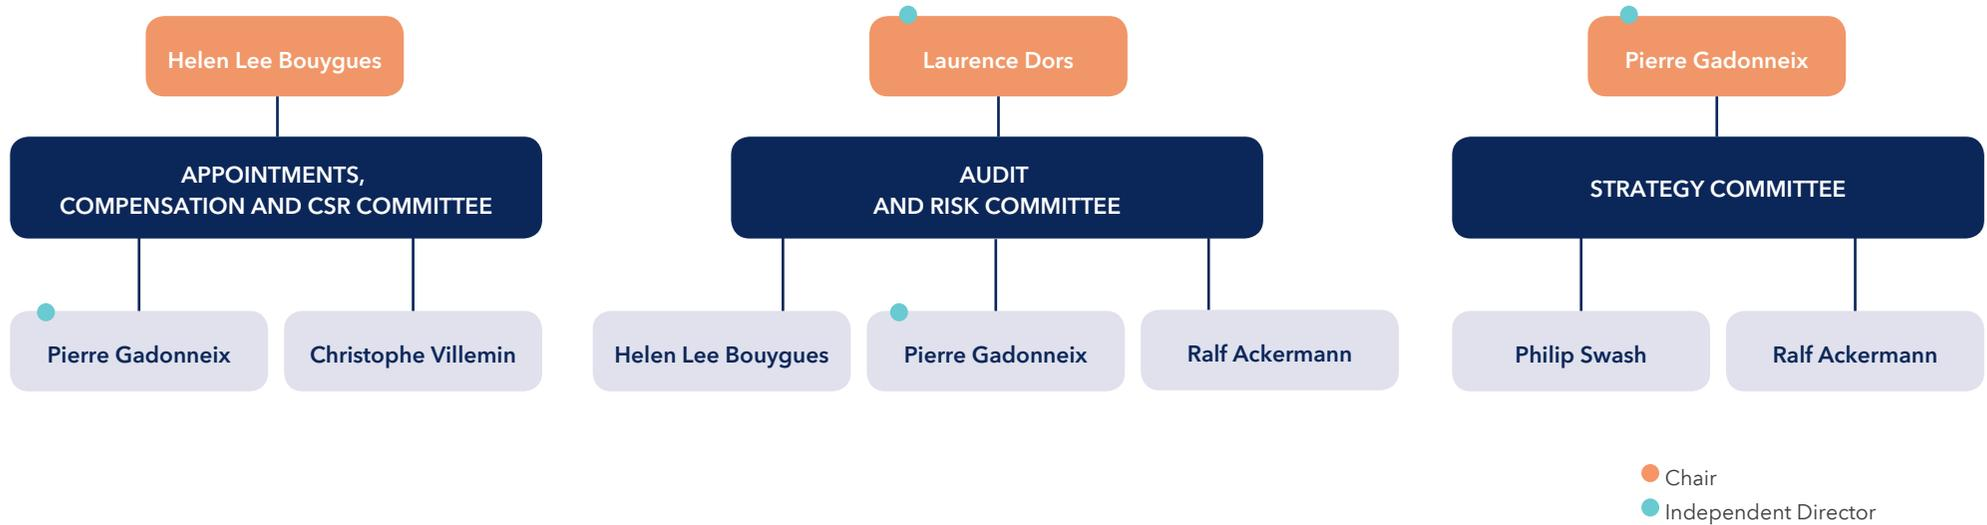 Helen Lee Bouygues
Laurence Dors
Pierre Gadonneix
APPOINTMENTS,
COMPENSATION AND CSR COMMITTEE
AUDIT
AND RISK COMMITTEE
STRATEGY COMMITTEE
Pierre Gadonneix
Christophe Villemin
Helen Lee Bouygues
Pierre Gadonneix
Ralf Ackermann
Philip Swash
Ralf Ackermann
Chair
Independent Director